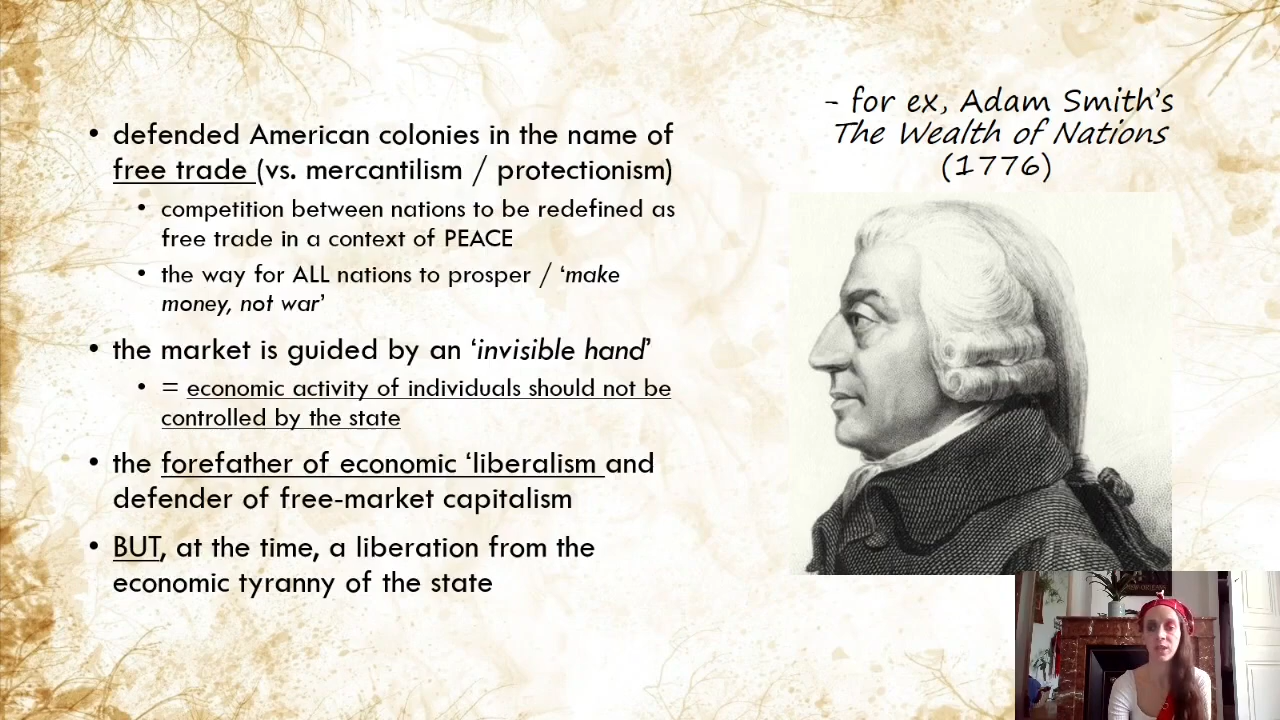 - for ex, Adam Smith's
The Wealth of Nations
(1776)
• defended American colonies in the name of
free trade (vs. mercantilism / protectionism)
• competition between nations to be redefined as
free trade in a context of PEACE
• the way for ALL nations to prosper / ‘make
money, not war’
• the market is guided by an ‘invisible hand’
• = economic activity of individuals should not be
controlled by the state
• the forefather of economic ‘liberalism and
defender of free-market capitalism
• BUT, at the time, a liberation from the
economic tyranny of the state